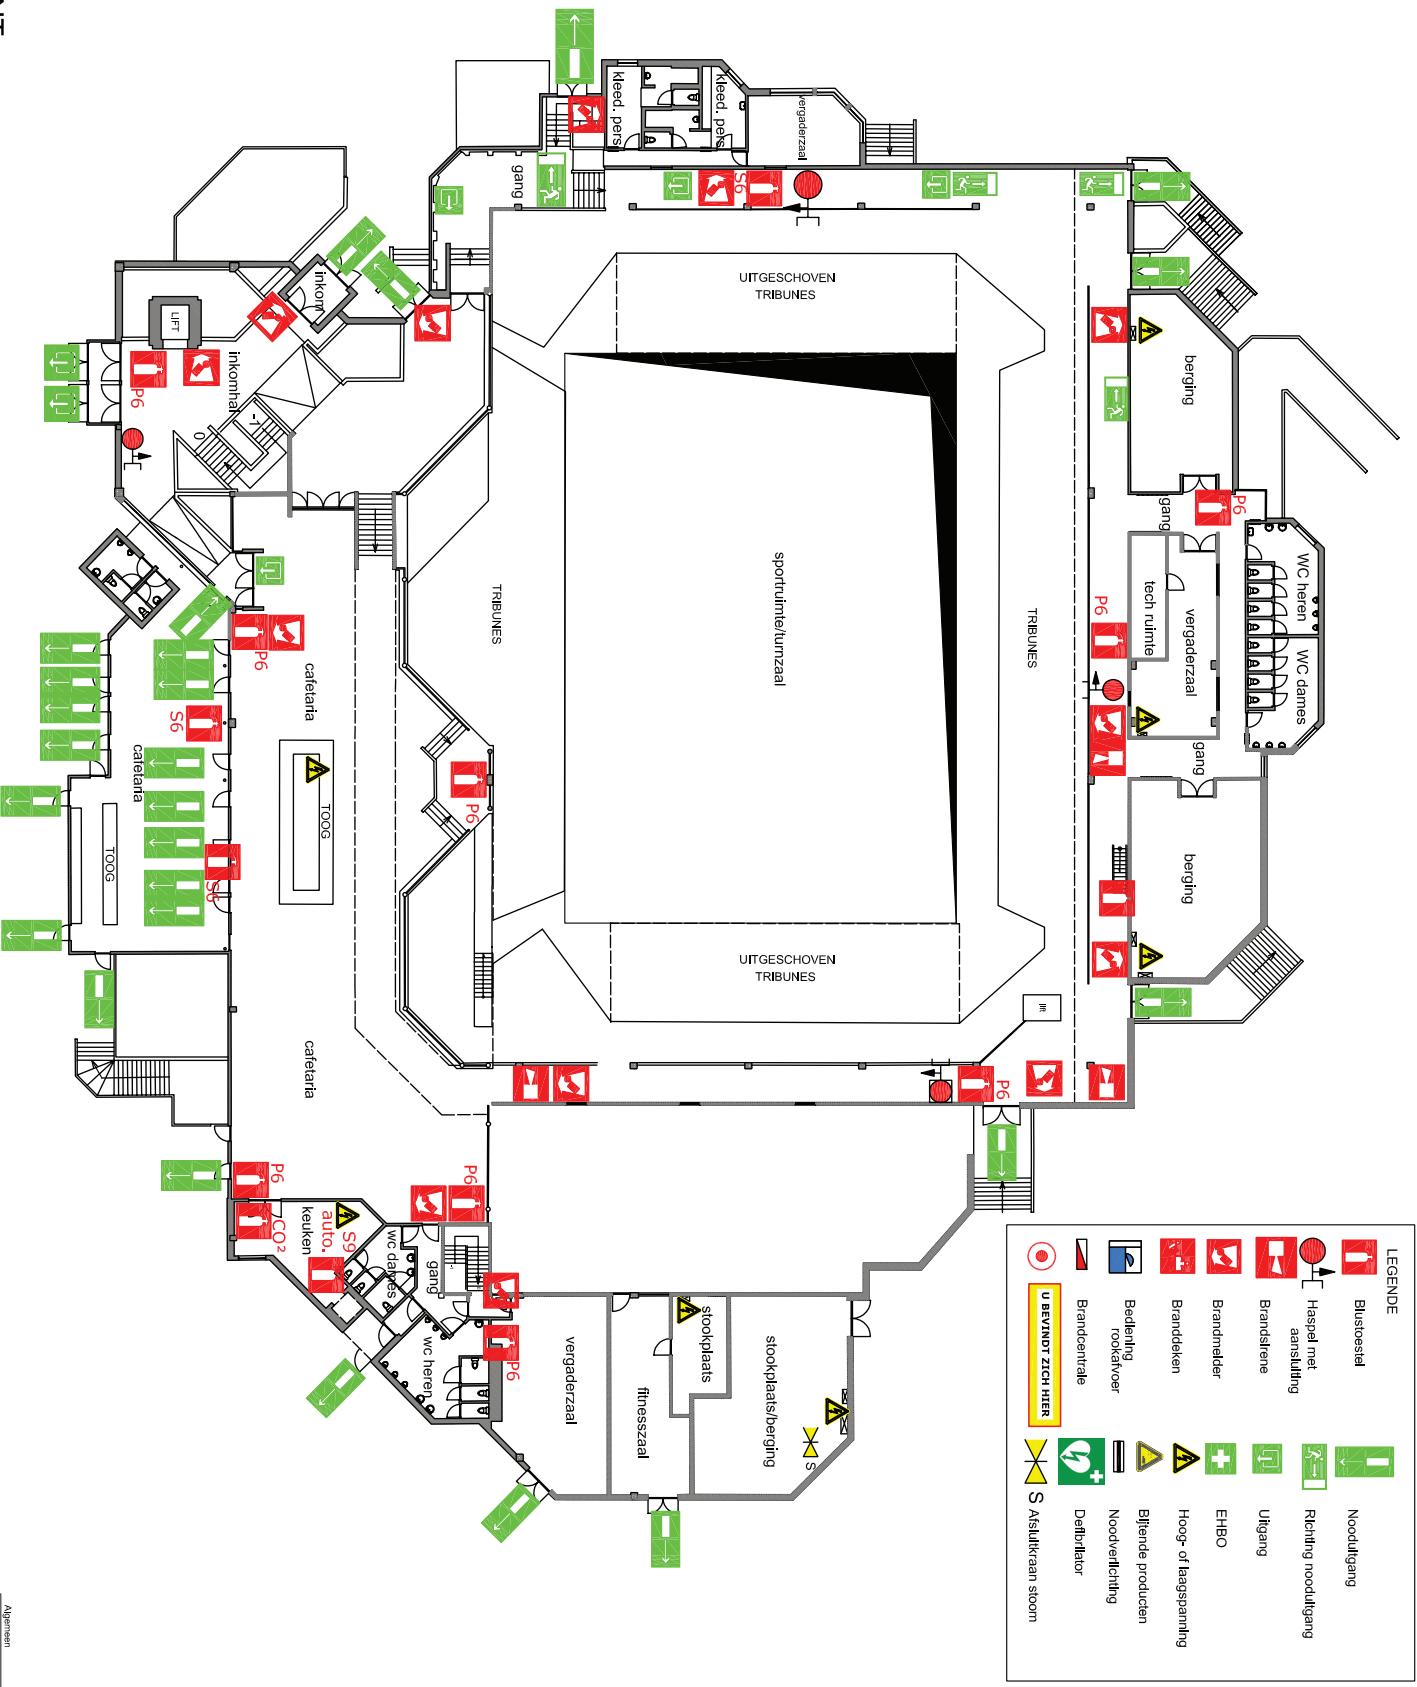 kleed. pers
kleed. pers
vergaderzaal
gang
S6
UITGESCHOVEN
TRIBUNES
inkom
LIFT
inkomhal
P6
-1
0
berging
P6
gang
WC heren
WC dames
tech ruimte
vergaderzaal
P6
gang
sportruimte/turnzaal
TRIBUNES
TRIBUNES
P6
cafetaria
S6
cafetaria
TOOG
P6
TOOG
S6
berging
UITGESCHOVEN
TRIBUNES
lift
cafetaria
P6
P6
P6
CO²
auto.
keuken
S9
wc dames
gang
wc heren
P6
vergaderzaal
fitnesszaal
stookplaats
stookplaats/berging
S
LEGENDE
Blustoestel
Haspel met
aansluiting
Brandsirene
Brandmelder
Branddeken
Bediening
rookafvoer
Brandcentrale
U BEVINDT ZICH HIER
Nooduitgang
Richting nooduitgang
Uitgang
EHBO
Hoog- of laagspanning
Bijtende producten
Noodverlichting
Defibrillator
S Afsluitkraan stoom
Algemeen